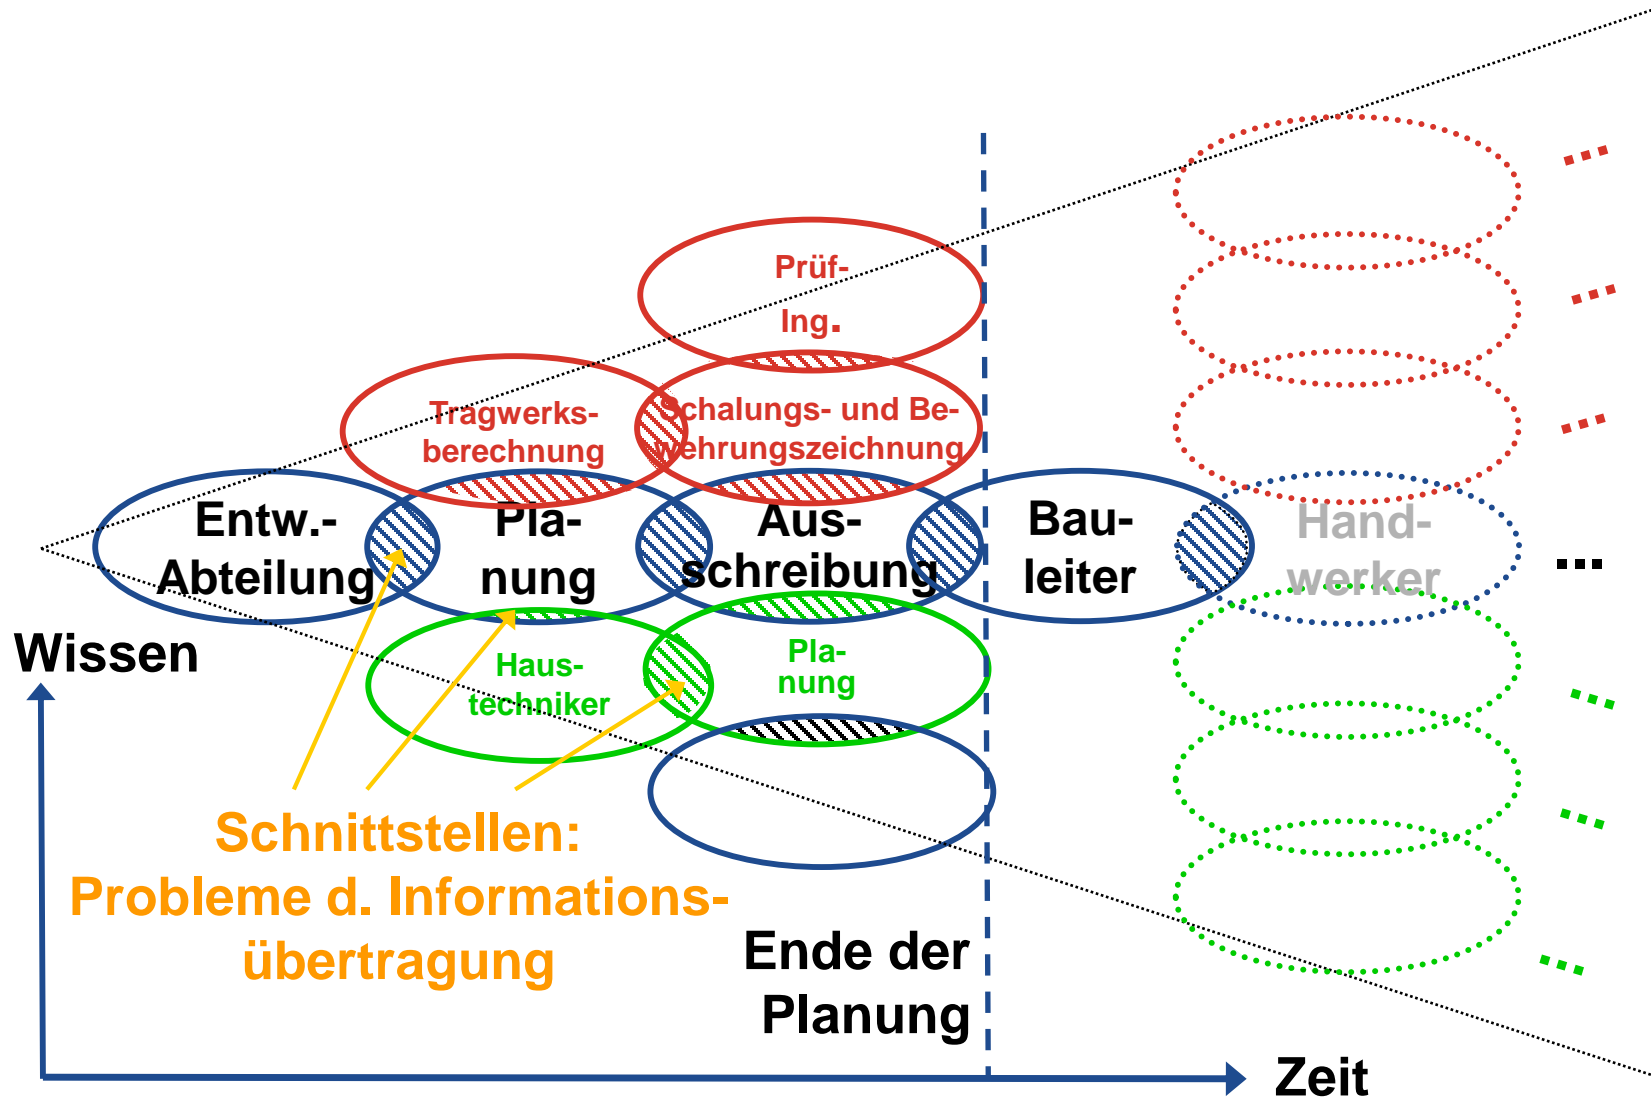 Prüf-
Ing.
Tragwerks-
berechnung
Schalungs- und Be-
wehrungszeichnung
Entw.-
Abteilung
Pla-
nung
Aus-
schreibung
Bau-
leiter
Hand-
werker
...
Wissen
Haus-
techniker
Pla-
nung
Schnittstellen:
Probleme d. Informations-
übertragung
Ende der
Planung
Zeit